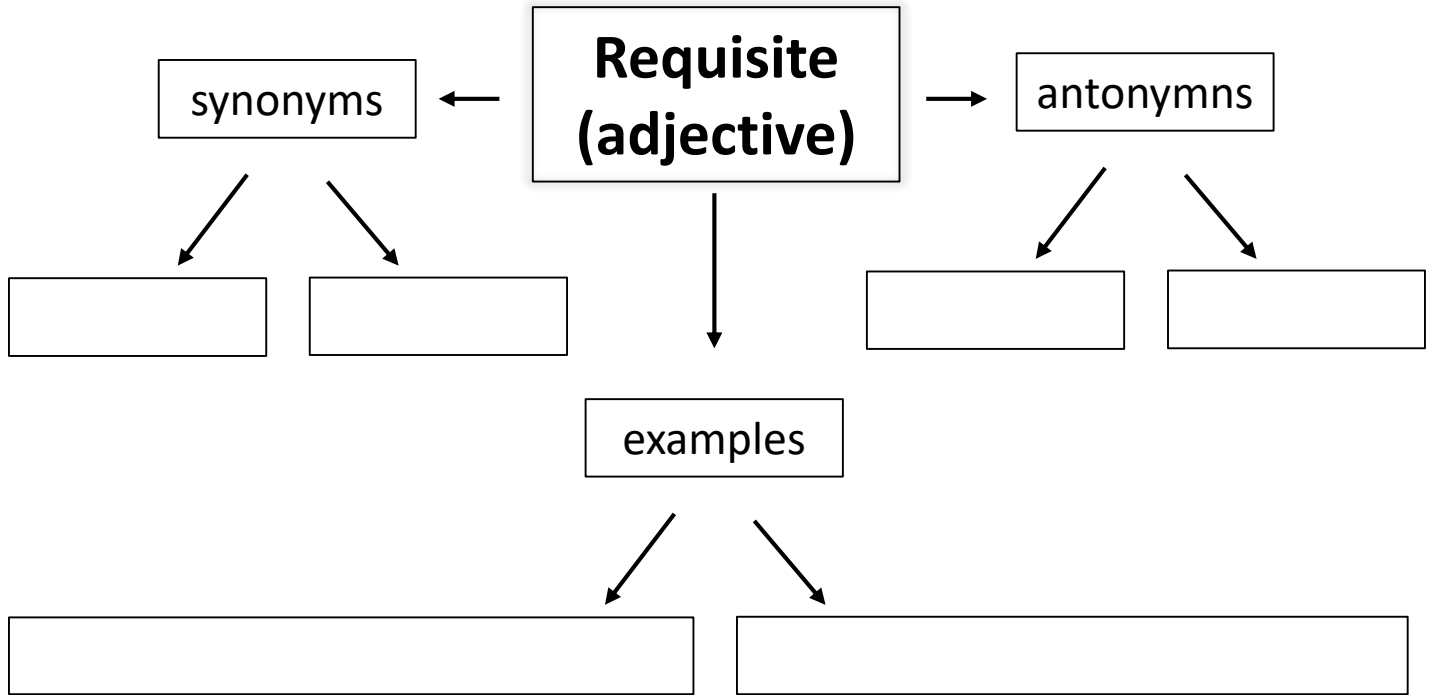 Requisite
(adjective)
synonyms
antonymns
examples